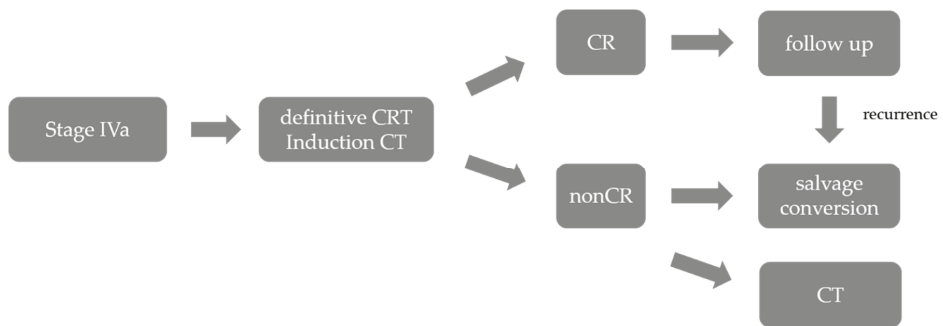 Stage IVa
definitive CRT
Induction CT
CR
follow up
recurrence
nonCR
salvage
conversion
CT